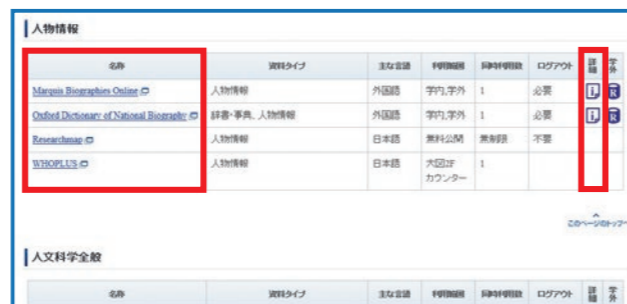 人物情報
名称 資料タイプ 主な言語 利用範囲 同時利用数 ログアウト 詳細 学外
Marquis Biographies Online 人物情報 外国語 学内,学外 1 必要 i R
Oxford Dictionary of National Biography 辞書・事典, 人物情報 外国語 学内,学外 1 必要 i R
Researchmap 人物情報 日本語 無料公開 無制限 不要
WHOPLUS 人物情報 日本語 大図2F 1
カウンター
このページのトップへ
人文科学全般
名称 資料タイプ 主な言語 利用範囲 同時利用数 ログアウト 詳細 学外